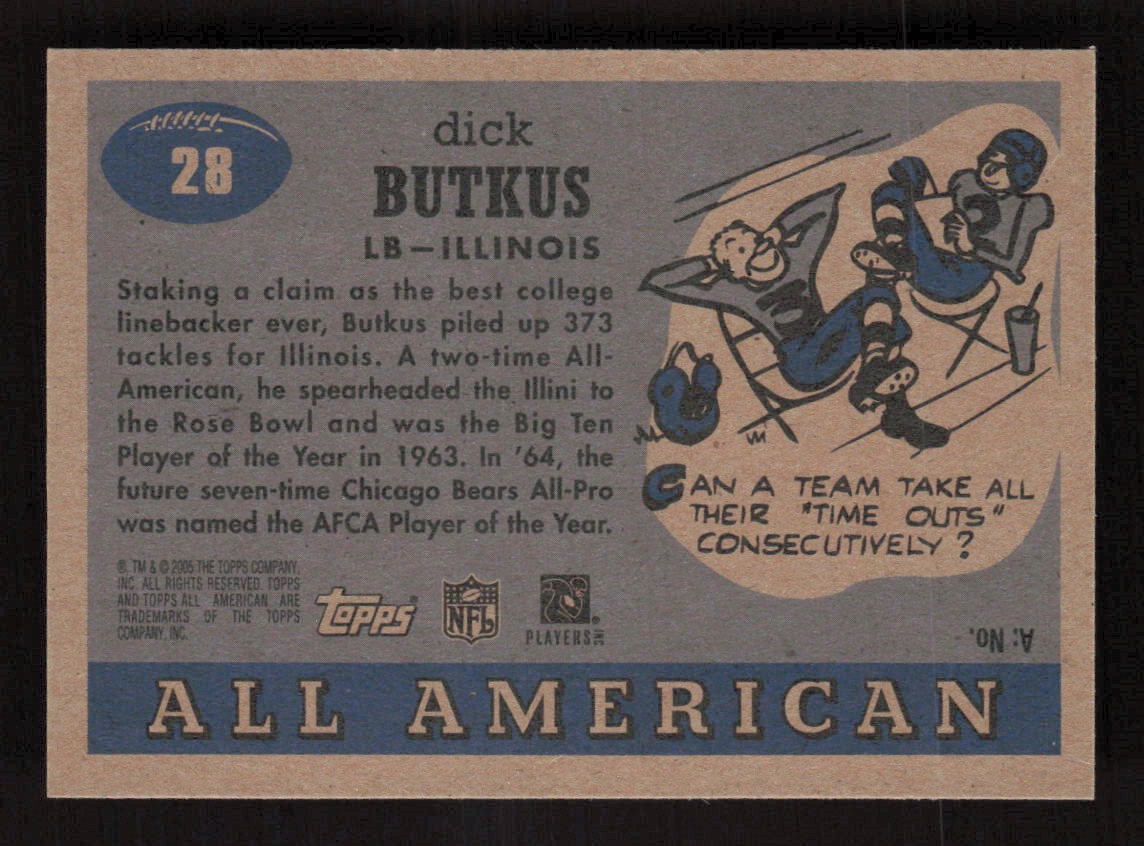 28
dick
BUTKUS
LB–ILLINOIS
Staking a claim as the best college
linebacker ever, Butkus piled up 373
tackles for Illinois. A two-time All-
American, he spearheaded the Illini to
the Rose Bowl and was the Big Ten
Player of the Year in 1963. In '64, the
future seven-time Chicago Bears All-Pro
was named the AFCA Player of the Year.
CAN A TEAM TAKE ALL
THEIR "TIME OUTS"
CONSECUTIVELY?
A: No.
®, TM & © 2005 THE TOPPS COMPANY,
INC. ALL RIGHTS RESERVED. TOPPS
AND TOPPS ALL AMERICAN ARE
TRADEMARKS OF THE TOPPS
COMPANY, INC.
topps®
NFL
PLAYERS INC
ALL AMERICAN